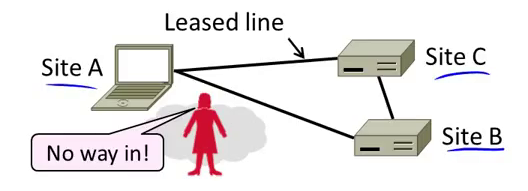 Leased line
Site A
Site C
No way in!
Site B